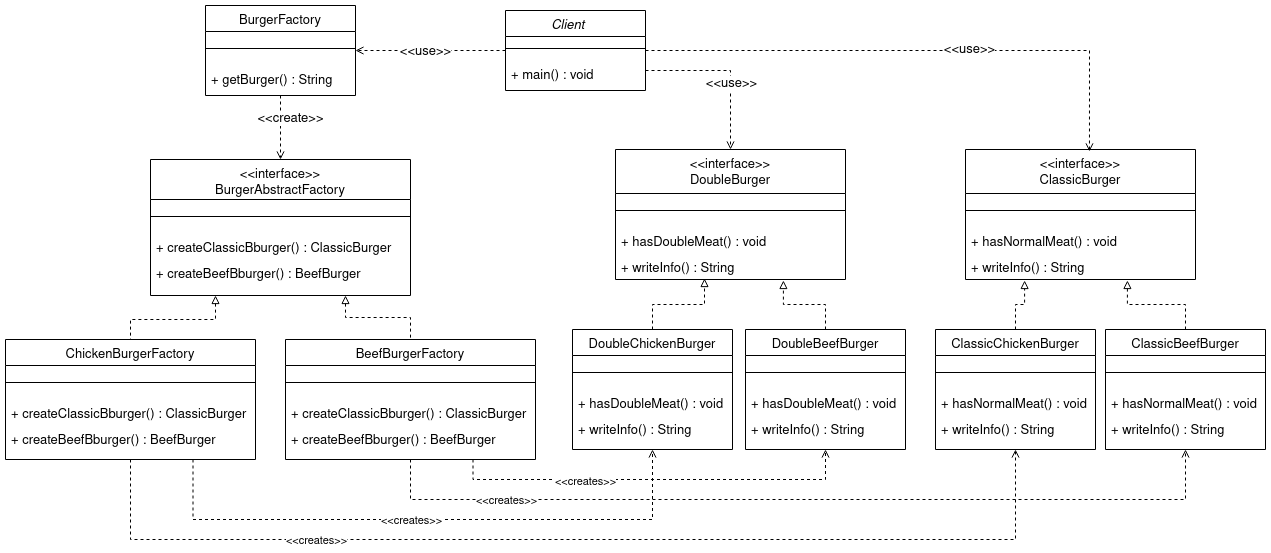 BurgerFactory
+ getBurger() : String
Client
+ main() : void
<<use>>
<<use>>
<<use>>
<<create>>
<<interface>>
BurgerAbstractFactory
+ createClassicBburger() : ClassicBurger
+ createBeefBburger() : BeefBurger
<<interface>>
DoubleBurger
+ hasDoubleMeat() : void
+ writeInfo() : String
<<interface>>
ClassicBurger
+ hasNormalMeat() : void
+ writeInfo() : String
ChickenBurgerFactory
+ createClassicBburger() : ClassicBurger
+ createBeefBburger() : BeefBurger
BeefBurgerFactory
+ createClassicBburger() : ClassicBurger
+ createBeefBburger() : BeefBurger
DoubleChickenBurger
+ hasDoubleMeat() : void
+ writeInfo() : String
DoubleBeefBurger
+ hasDoubleMeat() : void
+ writeInfo() : String
ClassicChickenBurger
+ hasNormalMeat() : void
+ writeInfo() : String
ClassicBeefBurger
+ hasNormalMeat() : void
+ writeInfo() : String
<<creates>>
<<creates>>
<<creates>>
<<creates>>